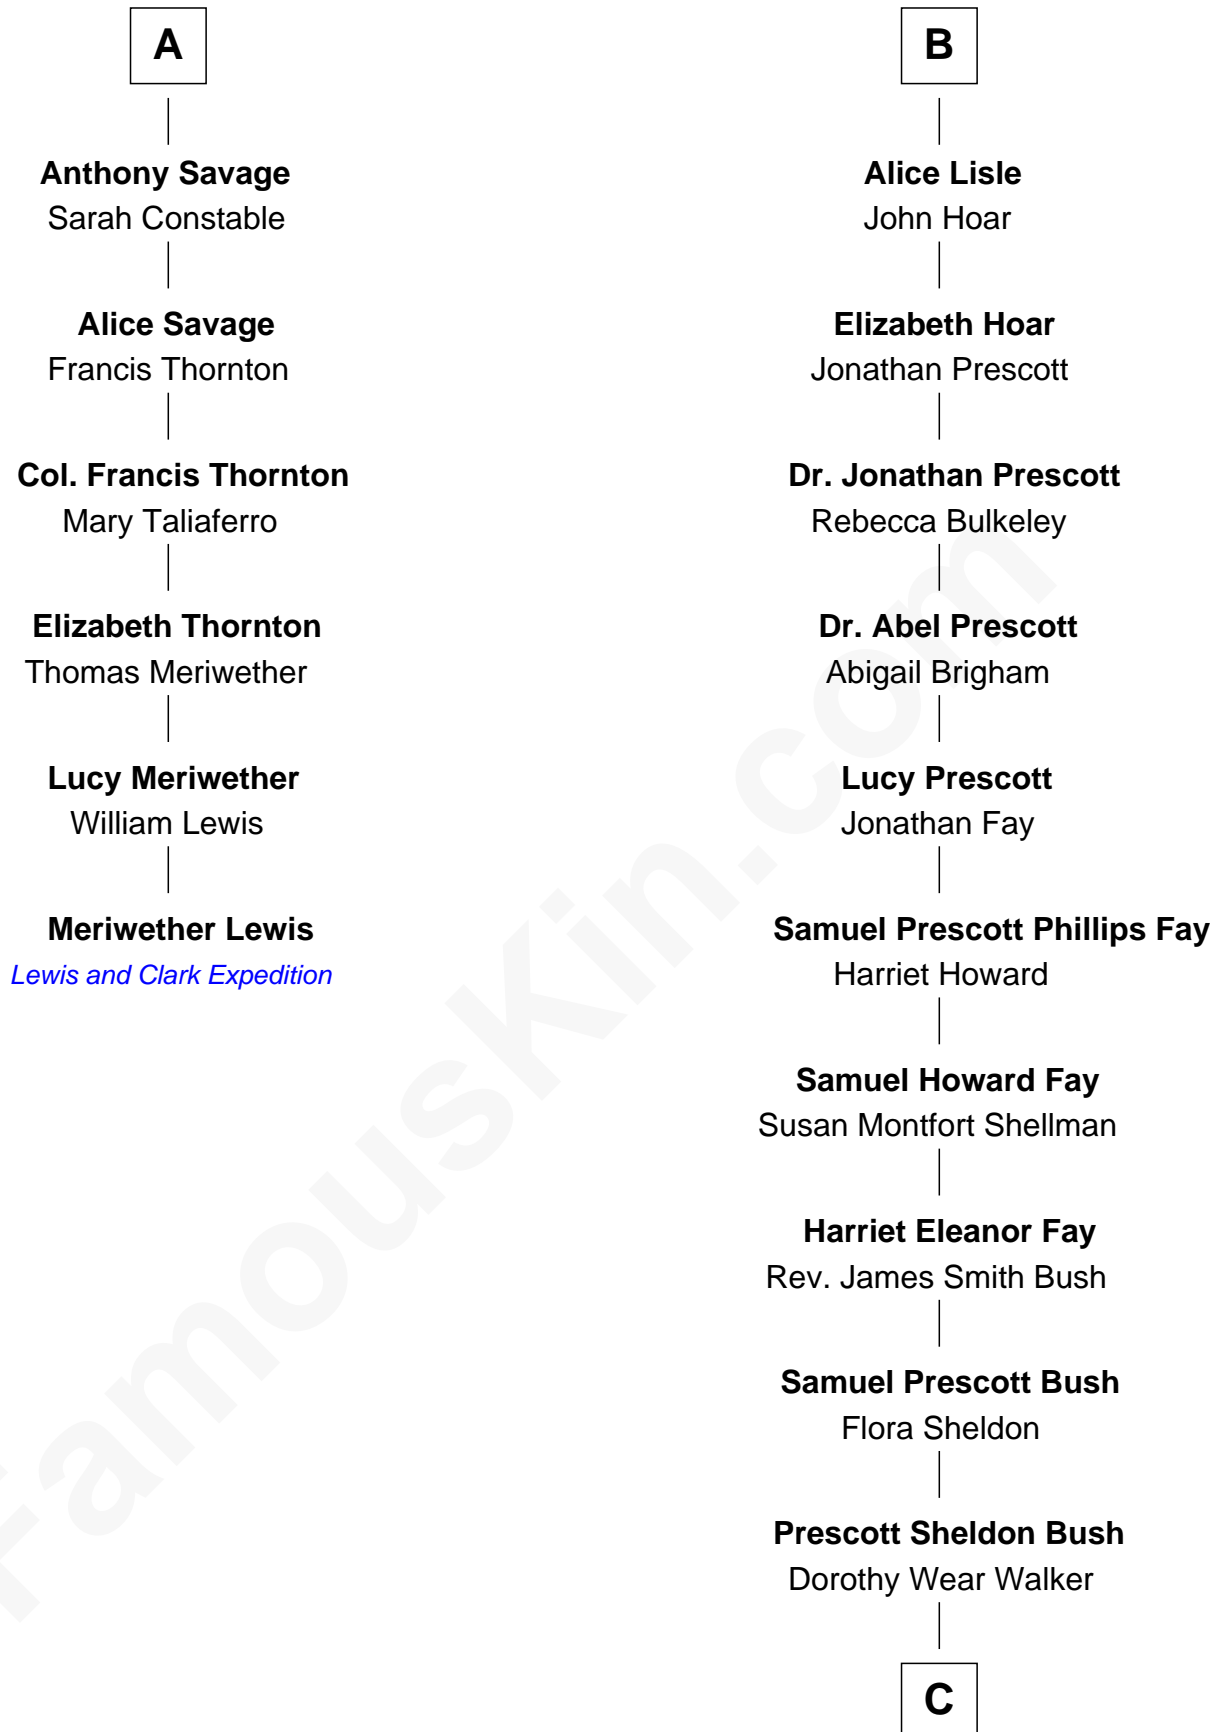 A
Anthony Savage
Sarah Constable
Alice Savage
Francis Thornton
Col. Francis Thornton
Mary Taliaferro
Elizabeth Thornton
Thomas Meriwether
Lucy Meriwether
William Lewis
Meriwether Lewis
Lewis and Clark Expedition
B
Alice Lisle
John Hoar
Elizabeth Hoar
Jonathan Prescott
Dr. Jonathan Prescott
Rebecca Bulkeley
Dr. Abel Prescott
Abigail Brigham
Lucy Prescott
Jonathan Fay
Samuel Prescott Phillips Fay
Harriet Howard
Samuel Howard Fay
Susan Montfort Shellman
Harriet Eleanor Fay
Rev. James Smith Bush
Samuel Prescott Bush
Flora Sheldon
Prescott Sheldon Bush
Dorothy Wear Walker
C
FamousKin.com